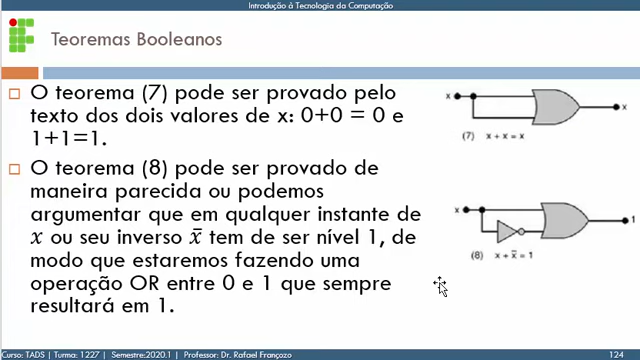 Introdução à Tecnologia da Computação
Teoremas Booleanos
O teorema (7) pode ser provado pelo
texto dos dois valores de x: 0+0 = 0 e
1+1=1.
O teorema (8) pode ser provado de
maneira parecida ou podemos
argumentar que em qualquer instante de
x ou seu inverso x̄ tem de ser nível 1, de
modo que estaremos fazendo uma
operação OR entre 0 e 1 que sempre
resultará em 1.
x
x
(7) x + x = x
x
1
(8) x + x̄ = 1
Curso: TADS | Turma: 1227 | Semestre:2020.1 | Professor: Dr. Rafael Françozo
124